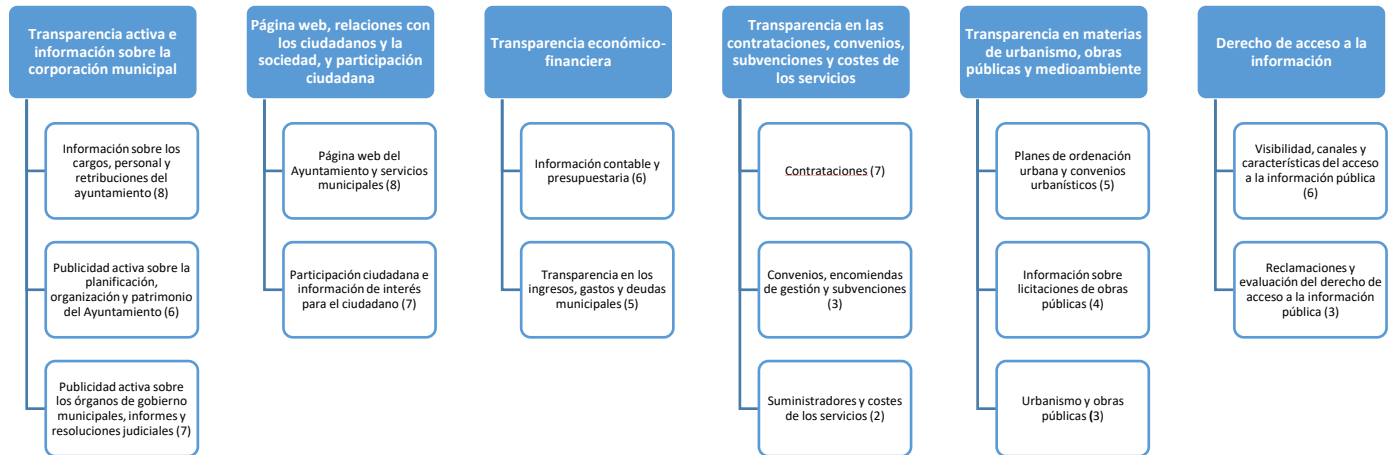 Transparencia activa e
información sobre la
corporación municipal
Información sobre los
cargos, personal y
retribuciones del
ayuntamiento (8)
Publicidad activa sobre la
planificación,
organización y patrimonio
del Ayuntamiento (6)
Publicidad activa sobre
los órganos de gobierno
municipales, informes y
resoluciones judiciales (7)
Página web, relaciones con
los ciudadanos y la
sociedad, y participación
ciudadana
Página web del
Ayuntamiento y servicios
municipales (8)
Participación ciudadana e
información de interés
para el ciudadano (7)
Transparencia económico-
financiera
Información contable y
presupuestaria (6)
Transparencia en los
ingresos, gastos y deudas
municipales (5)
Transparencia en las
contrataciones, convenios,
subvenciones y costes de
los servicios
Contrataciones (7)
Convenios, encomiendas
de gestión y subvenciones
(3)
Suministradores y costes
de los servicios (2)
Transparencia en materias
de urbanismo, obras
públicas y medioambiente
Planes de ordenación
urbana y convenios
urbanísticos (5)
Información sobre
licitaciones de obras
públicas (4)
Urbanismo y obras
públicas (3)
Derecho de acceso a la
información
Visibilidad, canales y
características del acceso
a la información pública
(6)
Reclamaciones y
evaluación del derecho de
acceso a la información
pública (3)